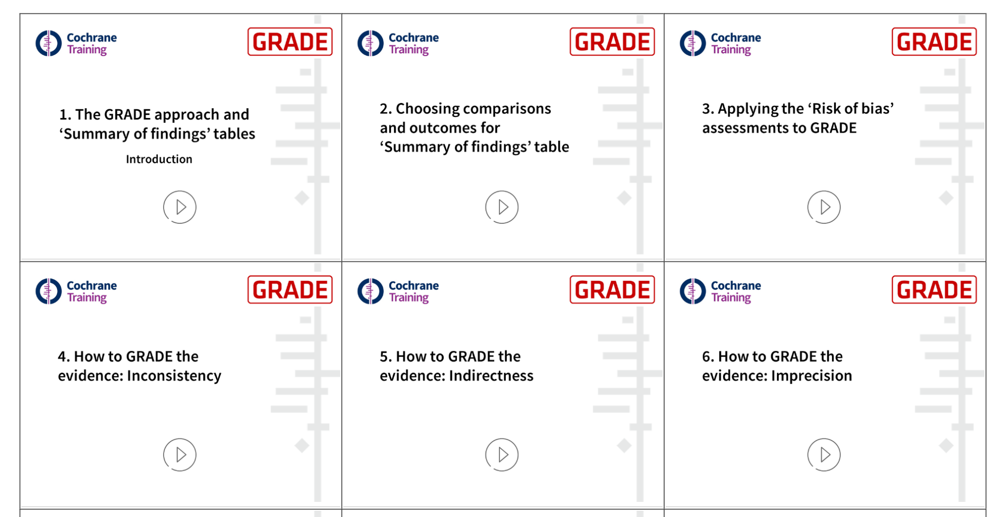 Cochrane
Training
GRADE
1. The GRADE approach and
‘Summary of findings’ tables
Introduction
Cochrane
Training
GRADE
2. Choosing comparisons
and outcomes for
‘Summary of findings’ table
Cochrane
Training
GRADE
3. Applying the ‘Risk of bias’
assessments to GRADE
Cochrane
Training
GRADE
4. How to GRADE the
evidence: Inconsistency
Cochrane
Training
GRADE
5. How to GRADE the
evidence: Indirectness
Cochrane
Training
GRADE
6. How to GRADE the
evidence: Imprecision